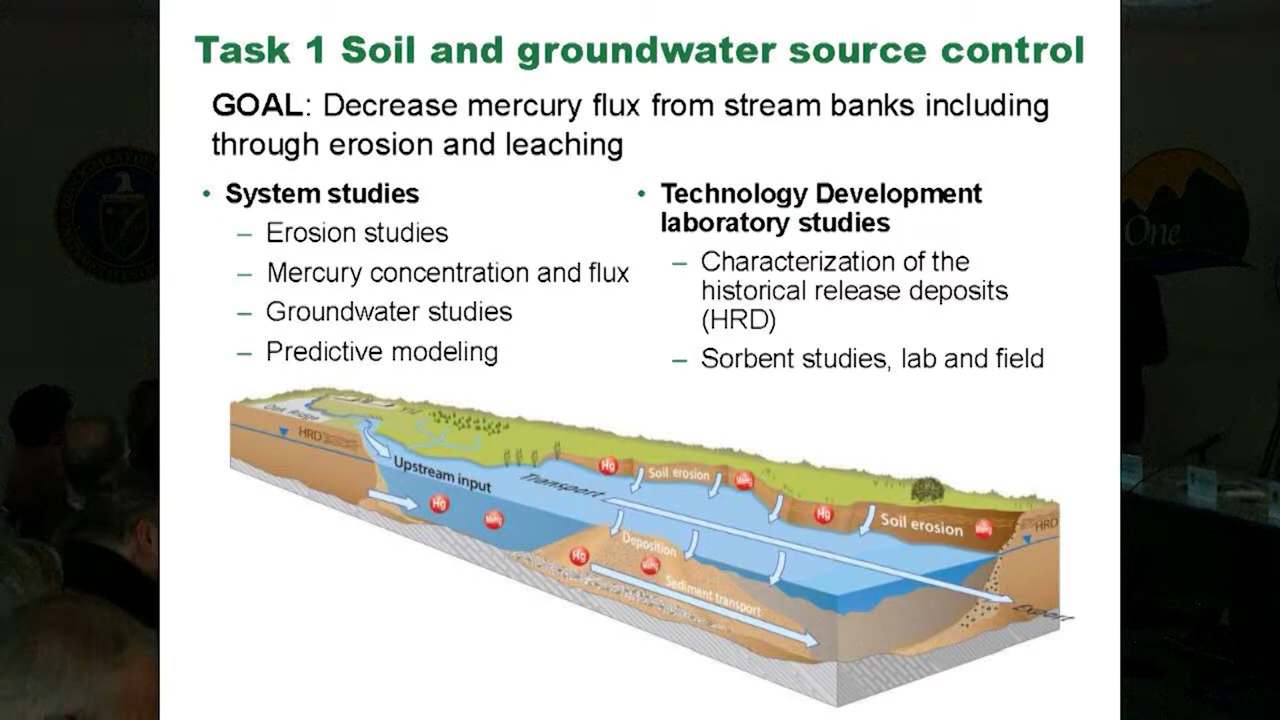 Task 1 Soil and groundwater source control
GOAL: Decrease mercury flux from stream banks including
through erosion and leaching
• System studies
– Erosion studies
– Mercury concentration and flux
– Groundwater studies
– Predictive modeling
• Technology Development
laboratory studies
– Characterization of the
historical release deposits
(HRD)
– Sorbent studies, lab and field
Oak Ridge
HRD
Upstream input
Transport
Hg
Soil erosion
MeHg
Hg
Soil erosion
MeHg
HRD
Hg
MeHg
Deposition
Hg
MeHg
Sediment transport
Export
One